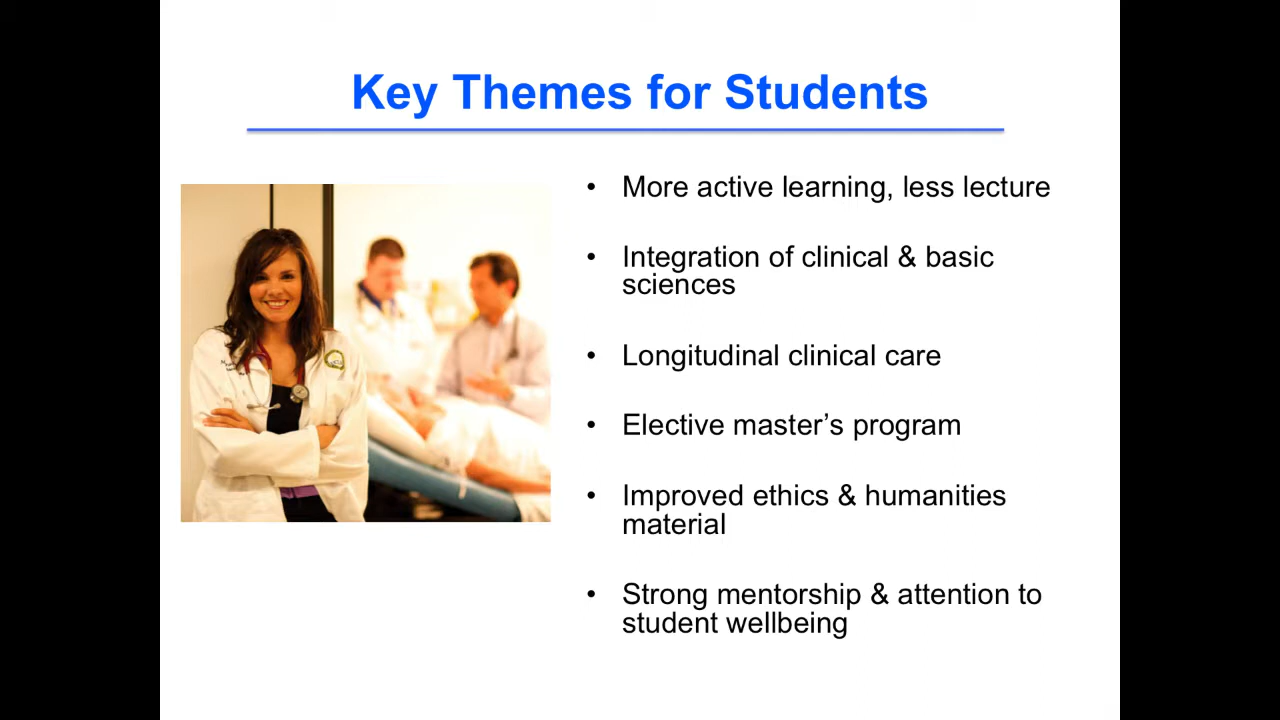 Key Themes for Students
• More active learning, less lecture
• Integration of clinical & basic
sciences
• Longitudinal clinical care
• Elective master’s program
• Improved ethics & humanities
material
• Strong mentorship & attention to
student wellbeing